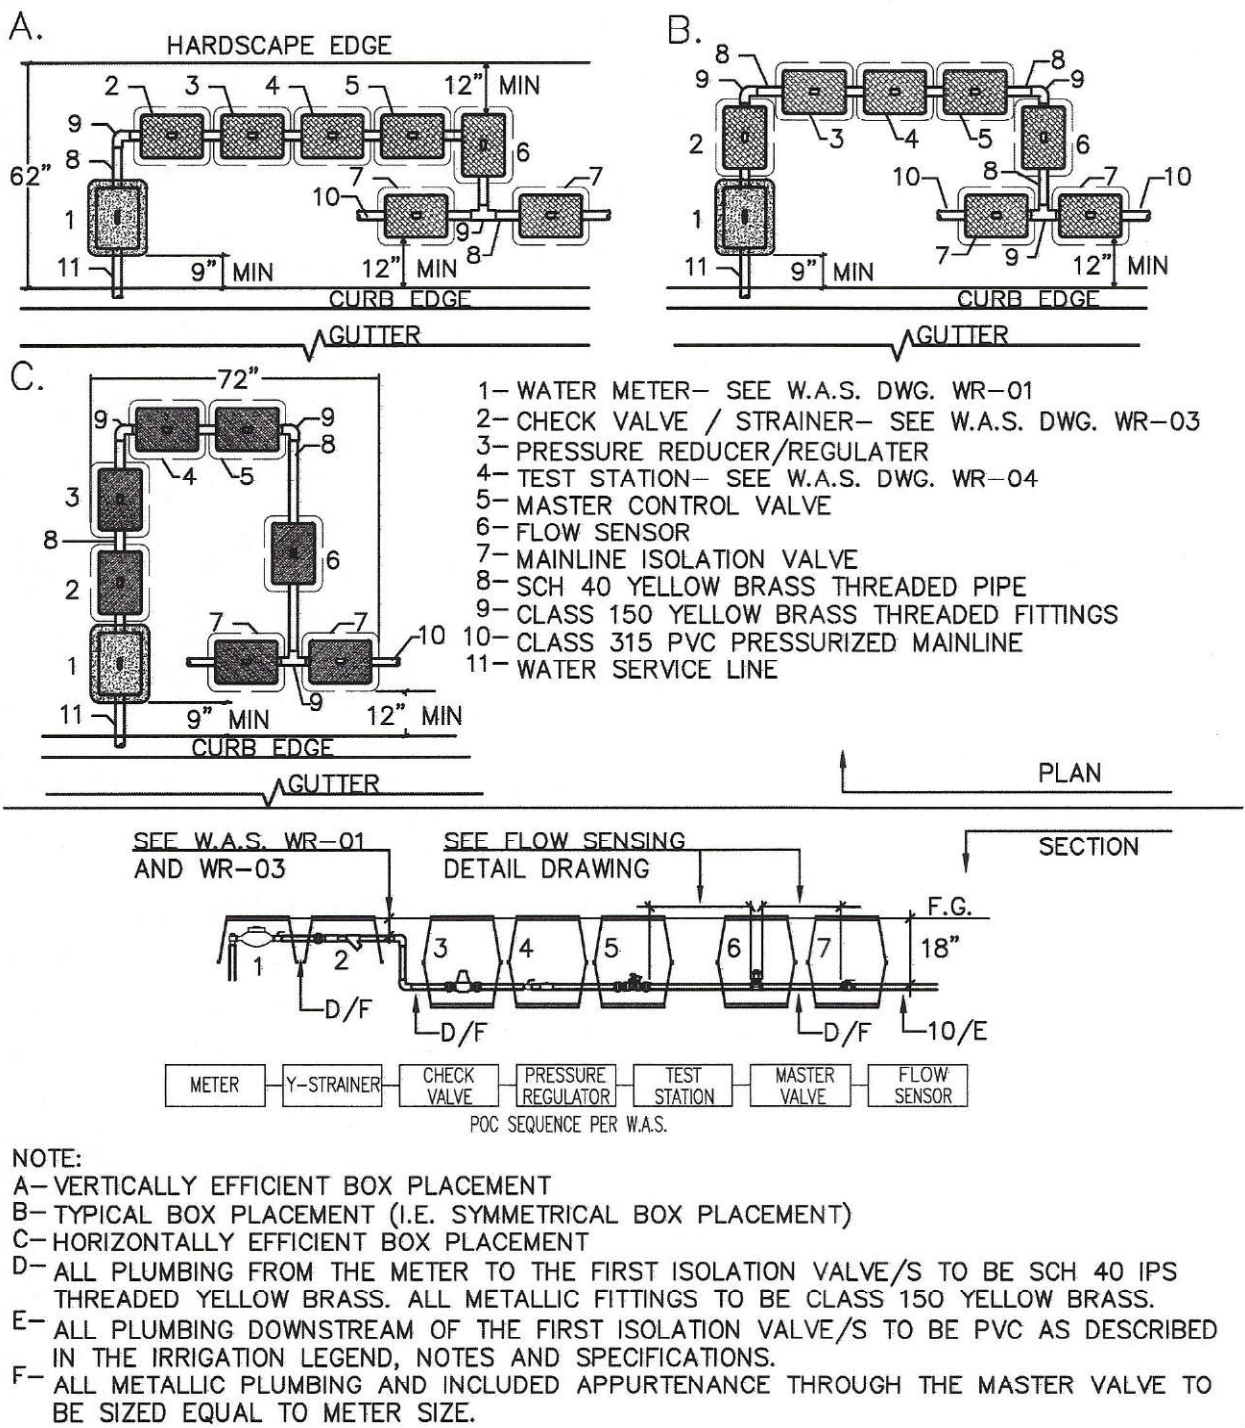 A.
HARDSCAPE EDGE
2 3 4 5 12" MIN
9
8
62"
6
7 7
1 10
9
8
11 9" MIN 12" MIN
CURB EDGE
GUTTER
B.
8 8
9 9
2 3 4 5 6
8 7
10 10
1
7 9
11 9" MIN 12" MIN
CURB EDGE
GUTTER
C.
72"
9 9
8
4 5
3
8
6
2
7 7
10
1
9
11 9" MIN 12" MIN
CURB EDGE
GUTTER
1- WATER METER- SEE W.A.S. DWG. WR-01
2- CHECK VALVE / STRAINER- SEE W.A.S. DWG. WR-03
3- PRESSURE REDUCER/REGULATER
4- TEST STATION- SEE W.A.S. DWG. WR-04
5- MASTER CONTROL VALVE
6- FLOW SENSOR
7- MAINLINE ISOLATION VALVE
8- SCH 40 YELLOW BRASS THREADED PIPE
9- CLASS 150 YELLOW BRASS THREADED FITTINGS
10- CLASS 315 PVC PRESSURIZED MAINLINE
11- WATER SERVICE LINE
PLAN
SECTION
SEE W.A.S. WR-01
AND WR-03
SEE FLOW SENSING
DETAIL DRAWING
F.G.
1 2 3 4 5 6 7 18"
D/F
D/F D/F 10/E
METER
Y-STRAINER
CHECK
VALVE
PRESSURE
REGULATOR
TEST
STATION
MASTER
VALVE
FLOW
SENSOR
POC SEQUENCE PER W.A.S.
NOTE:
A- VERTICALLY EFFICIENT BOX PLACEMENT
B- TYPICAL BOX PLACEMENT (I.E. SYMMETRICAL BOX PLACEMENT)
C- HORIZONTALLY EFFICIENT BOX PLACEMENT
D- ALL PLUMBING FROM THE METER TO THE FIRST ISOLATION VALVE/S TO BE SCH 40 IPS
THREADED YELLOW BRASS. ALL METALLIC FITTINGS TO BE CLASS 150 YELLOW BRASS.
E- ALL PLUMBING DOWNSTREAM OF THE FIRST ISOLATION VALVE/S TO BE PVC AS DESCRIBED
IN THE IRRIGATION LEGEND, NOTES AND SPECIFICATIONS.
F- ALL METALLIC PLUMBING AND INCLUDED APPURTENANCE THROUGH THE MASTER VALVE TO
BE SIZED EQUAL TO METER SIZE.